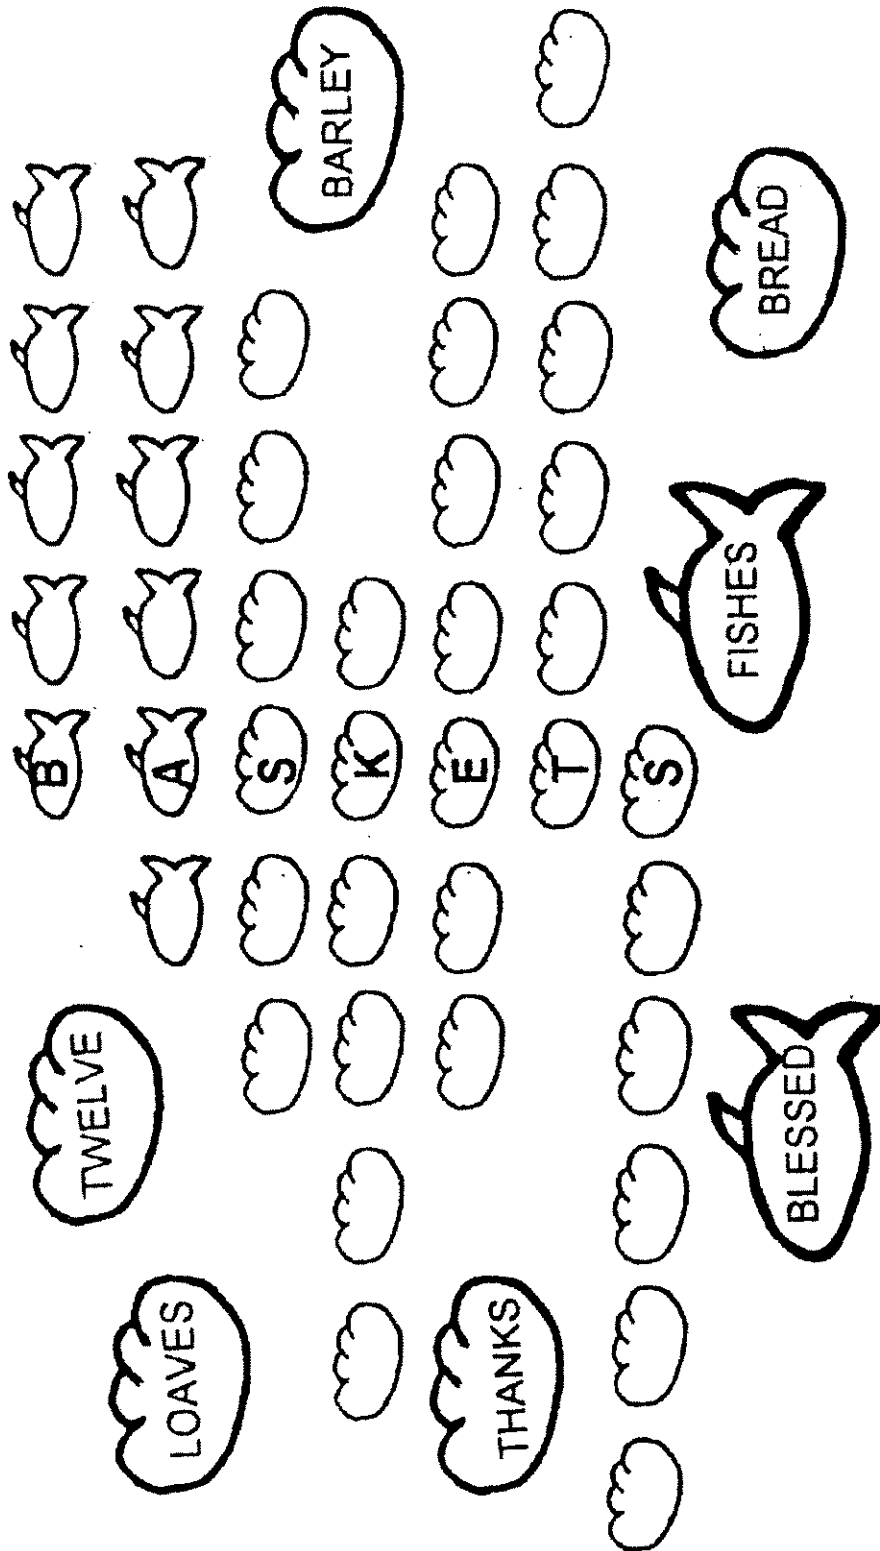 B
TWELVE
A
LOAVES
S
BARLEY
K
E
THANKS
T
S
FISHES
BREAD
BLESSED